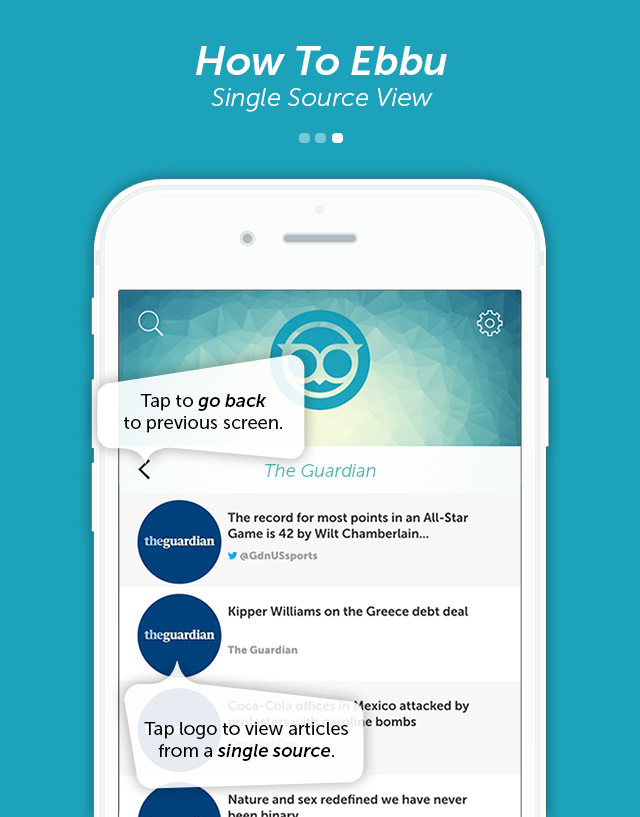 How To Ebbu
Single Source View
Tap to go back
to previous screen.
The Guardian
theguardian
The record for most points in an All-Star
Game is 42 by Wilt Chamberlain...
@GdnUSsports
theguardian
Kipper Williams on the Greece debt deal
The Guardian
Coca-Cola offices in Mexico attacked by
protesters with gasoline bombs
Tap logo to view articles
from a single source.
Nature and sex redefined we have never
been binary